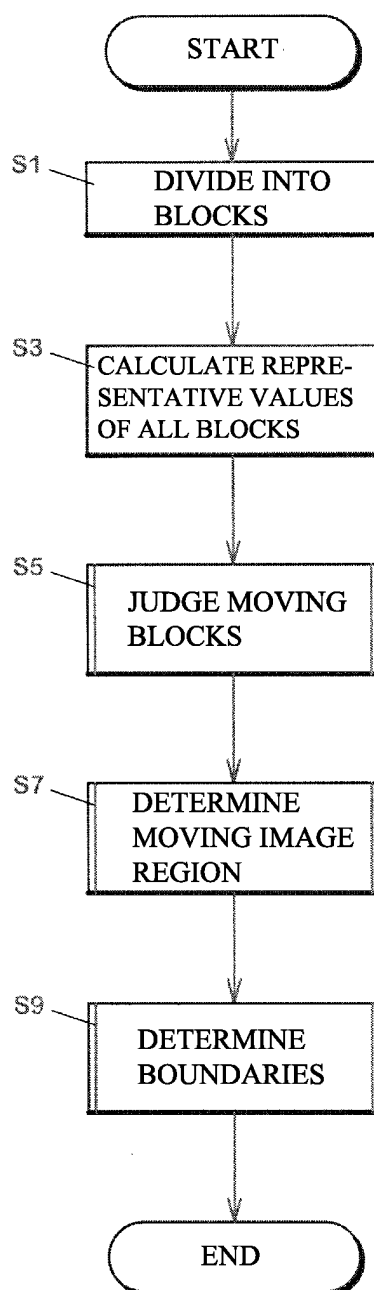 START
S1
DIVIDE INTO
BLOCKS
S3
CALCULATE REPRE-
SENTATIVE VALUES
OF ALL BLOCKS
S5
JUDGE MOVING
BLOCKS
S7
DETERMINE
MOVING IMAGE
REGION
S9
DETERMINE
BOUNDARIES
END